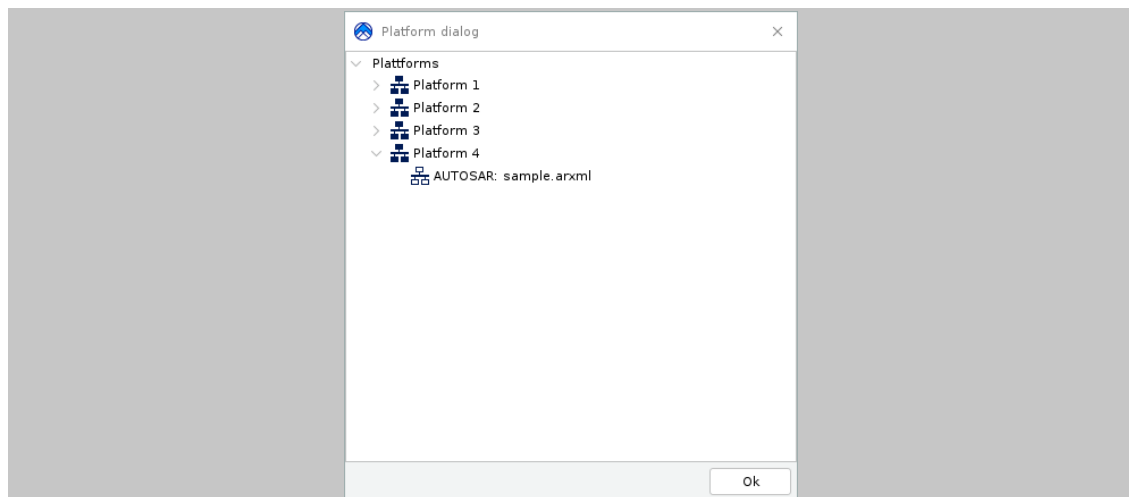 Platform dialog
Plattforms
Platform 1
Platform 2
Platform 3
Platform 4
AUTOSAR: sample.arxml
Ok